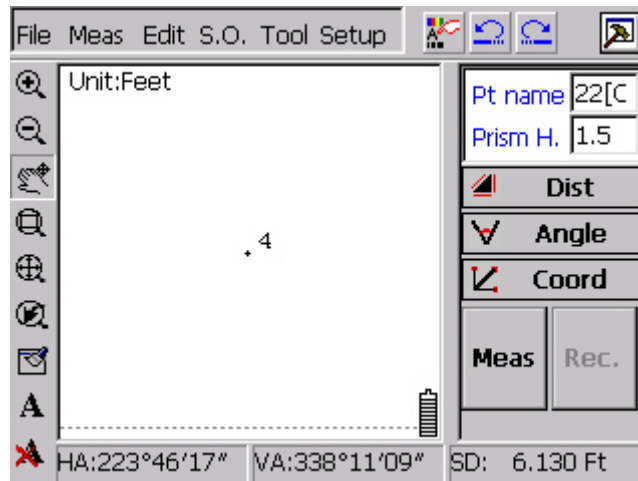 File Meas Edit S.O. Tool Setup
Unit:Feet
Pt name 22[C
Prism H. 1.5
Dist
4
Angle
Coord
Meas Rec.
A
HA:223°46'17" VA:338°11'09" SD: 6.130 Ft